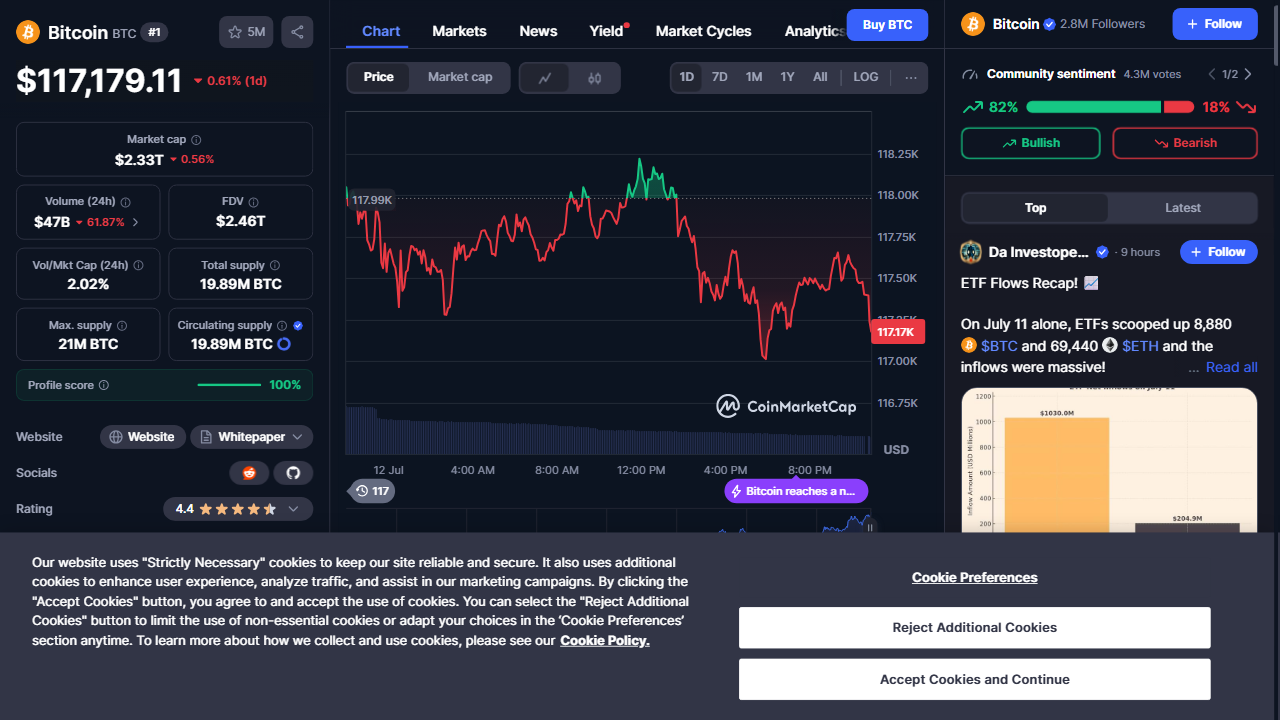 Bitcoin BTC #1
5M
$117,179.11 0.61% (1d)
Market cap
$2.33T 0.56%
Volume (24h)
$47B 61.87%
FDV
$2.46T
Vol/Mkt Cap (24h)
2.02%
Total supply
19.89M BTC
Max. supply
21M BTC
Circulating supply
19.89M BTC
Profile score 100%
Website Website Whitepaper
Socials
Rating 4.4
Chart Markets News Yield Market Cycles Analytics
Buy BTC
Price Market cap
1D 7D 1M 1Y All LOG ...
117.99K
118.25K
118.00K
117.75K
117.50K
117.25K
117.17K
117.00K
116.75K
CoinMarketCap
USD
12 Jul 4:00 AM 8:00 AM 12:00 PM 4:00 PM 8:00 PM
117
Bitcoin reaches a n...
Bitcoin 2.8M Followers
+ Follow
Community sentiment 4.3M votes 1/2
82% 18%
Bullish Bearish
Top Latest
Da Investope... · 9 hours
+ Follow
ETF Flows Recap!
On July 11 alone, ETFs scooped up 8,880
$BTC and 69,440 $ETH and the
inflows were massive! ... Read all
Inflow Amount (USD Millions)
1200
1000
800
600
400
200
$1030.0M
$204.9M
Our website uses "Strictly Necessary" cookies to keep our site reliable and secure. It also uses additional
cookies to enhance user experience, analyze traffic, and assist in our marketing campaigns. By clicking the
"Accept Cookies" button, you agree to and accept the use of cookies. You can select the "Reject Additional
Cookies" button to limit the use of non-essential cookies or adapt your choices in the ‘Cookie Preferences’
section anytime. To learn more about how we collect and use cookies, please see our Cookie Policy.
Cookie Preferences
Reject Additional Cookies
Accept Cookies and Continue